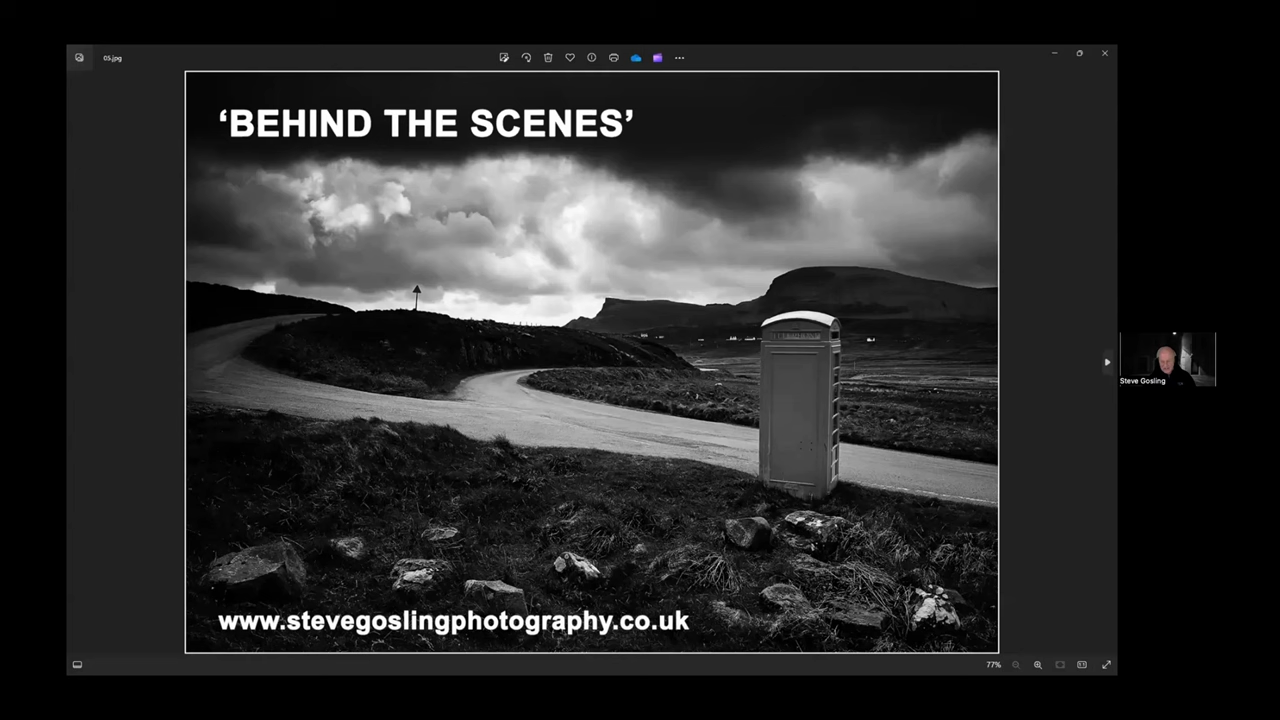 05.jpg
‘BEHIND THE SCENES’
www.stevegoslingphotography.co.uk
Steve Gosling
77%